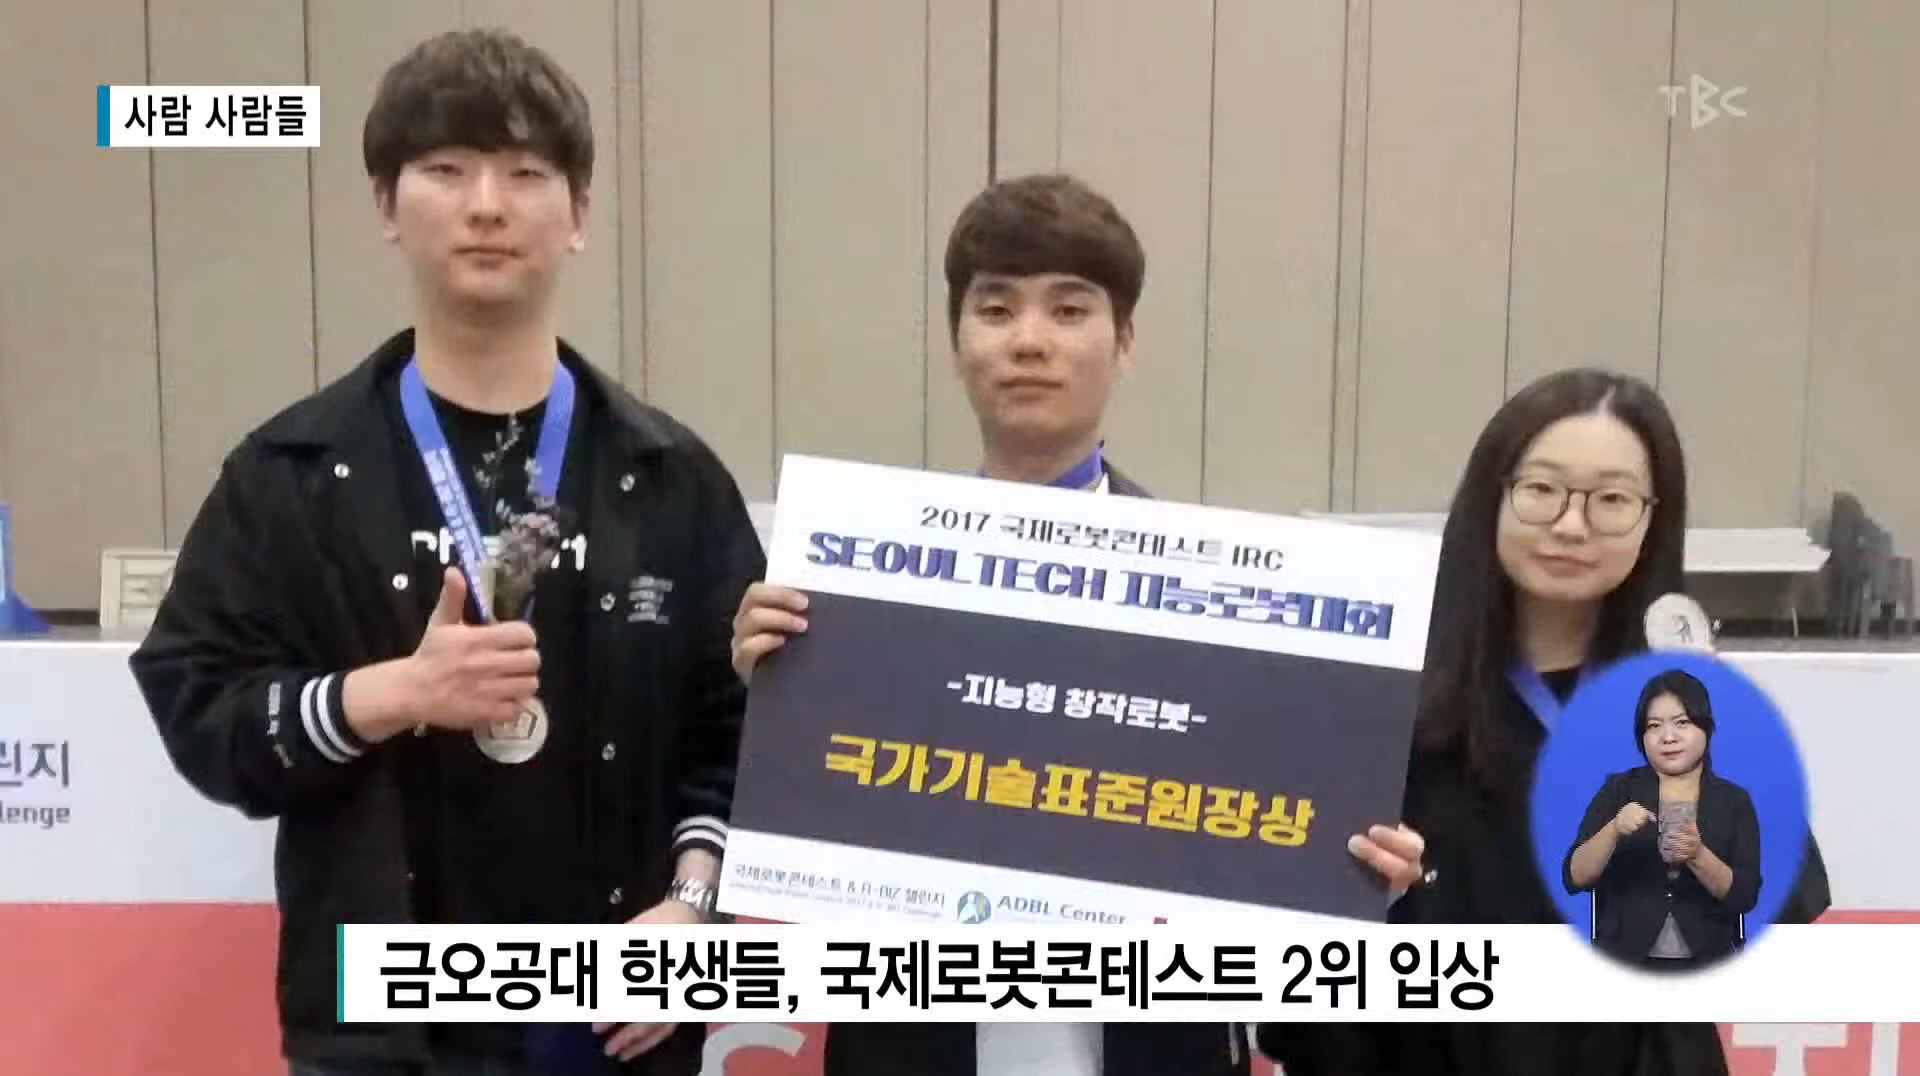 사람 사람들
TBC
2017 국제로봇콘테스트 IRC
SEOULTECH 지능로봇대회
-지능형 창작로봇-
국가기술표준원장상
국제로봇콘테스트 & R-BIZ 챌린지
ADBL Center
린지
lenge
금오공대 학생들, 국제로봇콘테스트 2위 입상